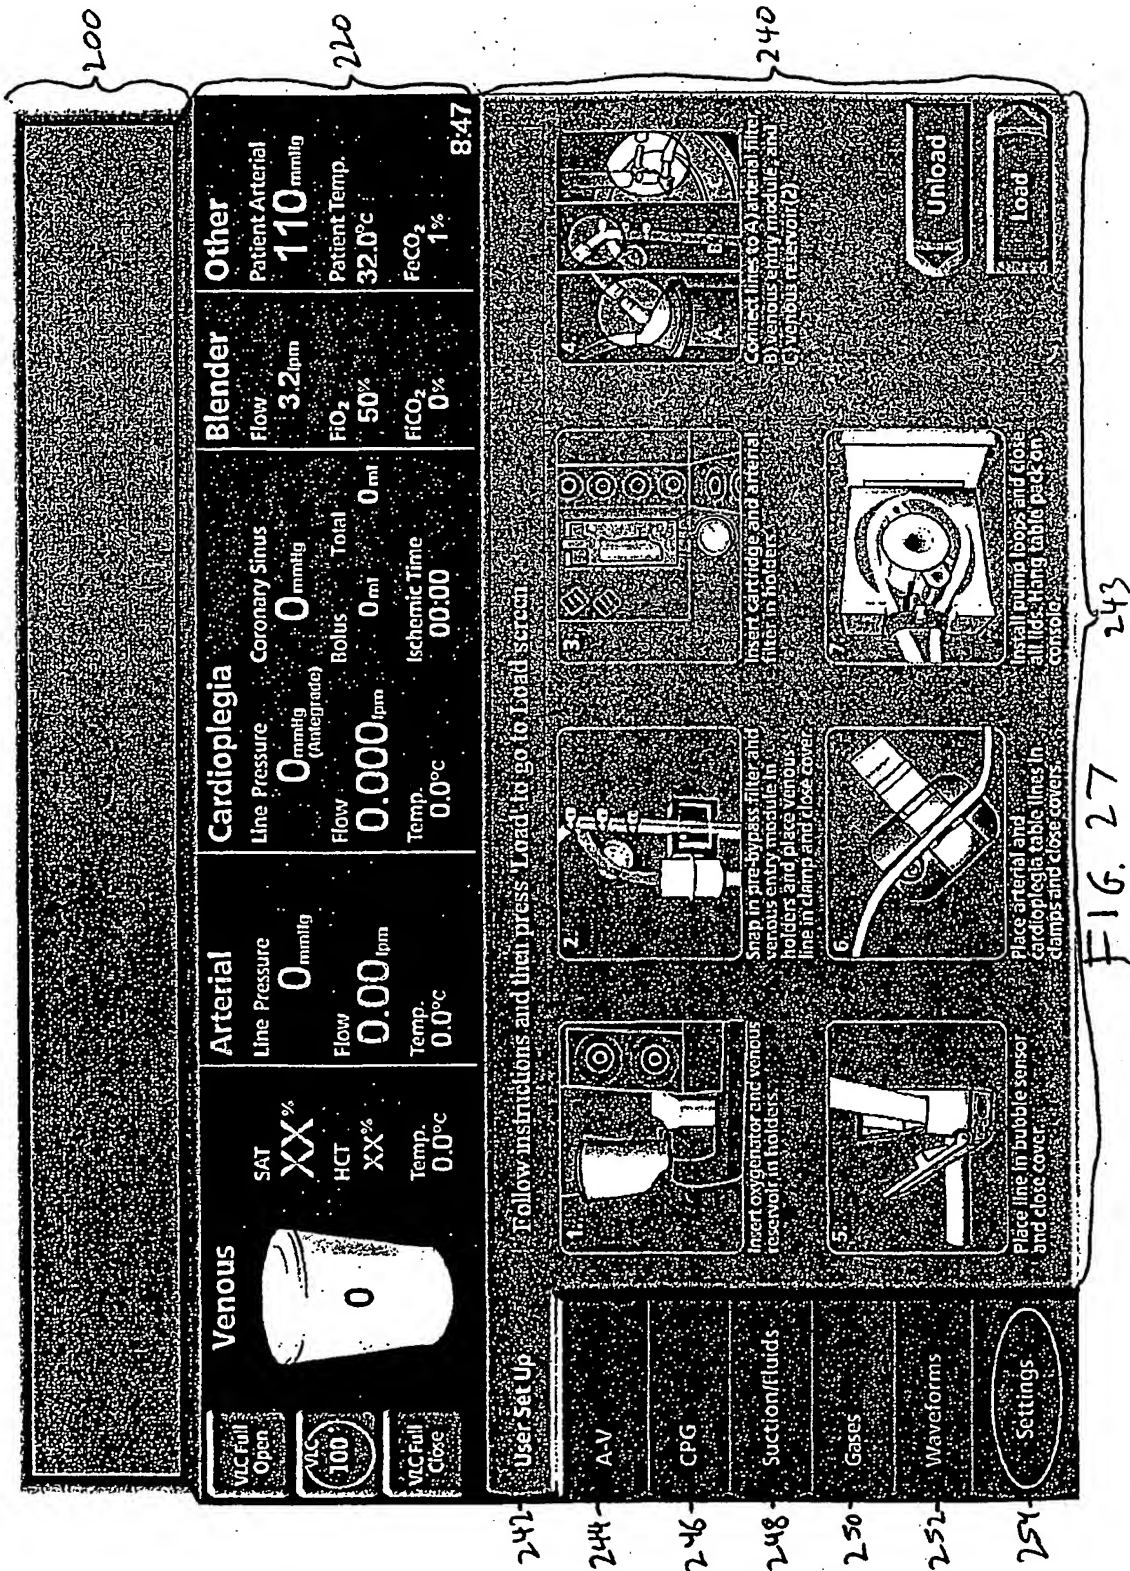 200
220
240
VLC Full
Open
VLC
100
VLC Full
Close
Venous
0
SAT
XX%
HCT
XX%
Temp.
0.0°C
Arterial
Line Pressure
0mmHg
Flow
0.00lpm
Temp.
0.0°C
Cardioplegia
Line Pressure
0mmHg
(Antegrade)
Coronary Sinus
0mmHg
Flow
0.000lpm
Bolus
0ml
Total
0ml
Temp.
0.0°C
Ischemic Time
00:00
Blender
Flow
3.2lpm
FiO2
50%
FiCO2
0%
Other
Patient Arterial
110mmHg
Patient Temp.
32.0°C
FeCO2
1%
8:47
242
User Set Up
244
A-V
246
CPG
248
Suction/Fluids
250
Gases
252
Waveforms
254
Settings
Follow instructions and then press 'Load' to go to Load screen
1.
Insert oxygenator and venous
reservoir in holders.
2.
Snap in pre-bypass filter and
venous entry module in
holders and place venous
line in clamp and close cover.
3.
Insert cartridge and arterial
filter in holders.
4.
A
B
C
Connect lines to A) arterial filter,
B) venous entry module, and
C) venous reservoir (2).
5.
Place line in bubble sensor
and close cover.
6.
Place arterial and
cardioplegia table lines in
clamps and close covers.
7.
Install pump loops and close
all lids. Hang table pack on
console.
Unload
Load
243
FIG. 27